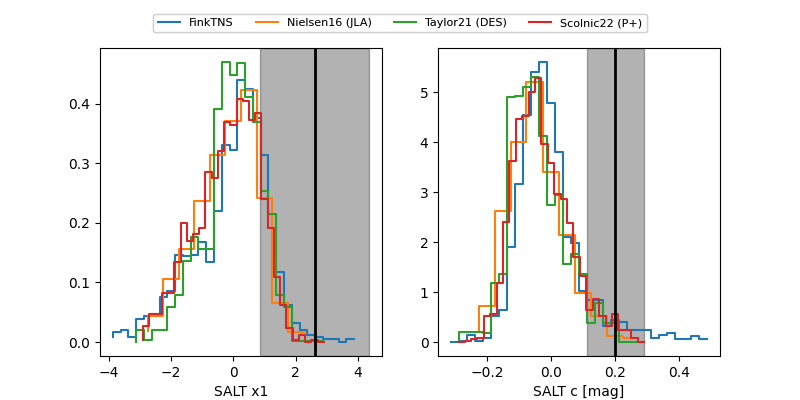 FinkTNS Nielsen16 (JLA) Taylor21 (DES) Scolnic22 (P+)
0.4
0.3
0.2
0.1
0.0
−4 −2 0 2 4
SALT x1
5
4
3
2
1
0
−0.2 0.0 0.2 0.4
SALT c [mag]